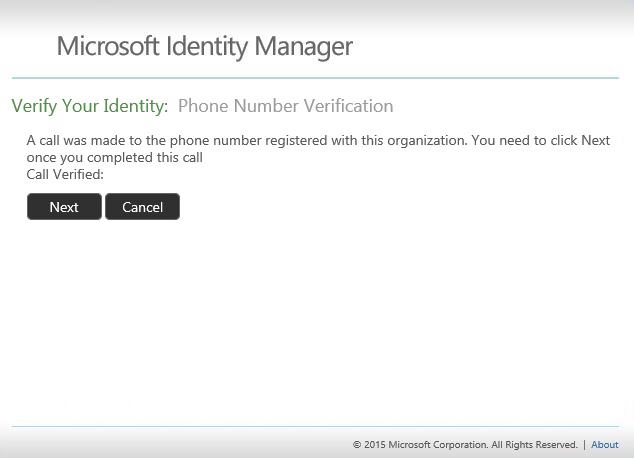 Microsoft Identity Manager
Verify Your Identity: Phone Number Verification
A call was made to the phone number registered with this organization. You need to click Next
once you completed this call
Call Verified:
Next Cancel
© 2015 Microsoft Corporation. All Rights Reserved. | About